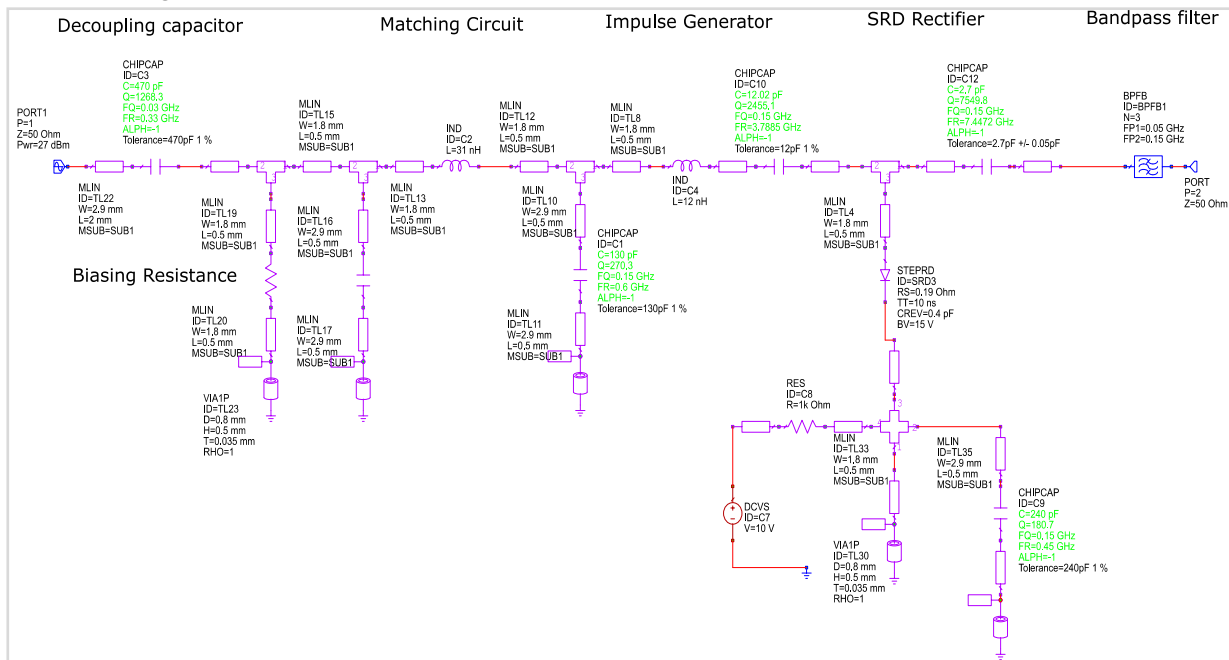 Decoupling capacitor
Matching Circuit
Impulse Generator
SRD Rectifier
Bandpass filter
PORT1
P=1
Z=50 Ohm
Pwr=27 dBm
CHIPCAP
ID=C3
C=470 pF
Q=1268.3
FQ=0.03 GHz
FR=0.33 GHz
ALPH=-1
Tolerance=470pF 1 %
MLIN
ID=TL22
W=2.9 mm
L=2 mm
MSUB=SUB1
MLIN
ID=TL15
W=1.8 mm
L=0.5 mm
MSUB=SUB1
2
3
2
3
MLIN
ID=TL19
W=1.8 mm
L=0.5 mm
MSUB=SUB1
MLIN
ID=TL16
W=2.9 mm
L=0.5 mm
MSUB=SUB1
MLIN
ID=TL13
W=1.8 mm
L=0.5 mm
MSUB=SUB1
IND
ID=C2
L=31 nH
MLIN
ID=TL12
W=1.8 mm
L=0.5 mm
MSUB=SUB1
MLIN
ID=TL8
W=1.8 mm
L=0.5 mm
MSUB=SUB1
2
3
MLIN
ID=TL10
W=2.9 mm
L=0.5 mm
MSUB=SUB1
IND
ID=C4
L=12 nH
CHIPCAP
ID=C10
C=12.02 pF
Q=2455.1
FQ=0.15 GHz
FR=3.7885 GHz
ALPH=-1
Tolerance=12pF 1 %
2
3
CHIPCAP
ID=C12
C=2.7 pF
Q=7549.8
FQ=0.15 GHz
FR=7.4472 GHz
ALPH=-1
Tolerance=2.7pF +/- 0.05pF
BPFB
ID=BPFB1
N=3
FP1=0.05 GHz
FP2=0.15 GHz
PORT
P=2
Z=50 Ohm
Biasing Resistance
MLIN
ID=TL20
W=1.8 mm
L=0.5 mm
MSUB=SUB1
MLIN
ID=TL17
W=2.9 mm
L=0.5 mm
MSUB=SUB1
VIA1P
ID=TL23
D=0.8 mm
H=0.5 mm
T=0.035 mm
RHO=1
CHIPCAP
ID=C1
C=130 pF
Q=270.3
FQ=0.15 GHz
FR=0.6 GHz
ALPH=-1
Tolerance=130pF 1 %
MLIN
ID=TL11
W=2.9 mm
L=0.5 mm
MSUB=SUB1
MLIN
ID=TL4
W=1.8 mm
L=0.5 mm
MSUB=SUB1
STEPRD
ID=SRD3
RS=0.19 Ohm
TT=10 ns
CREV=0.4 pF
BV=15 V
RES
ID=C8
R=1k Ohm
3
4
2
1
MLIN
ID=TL33
W=1.8 mm
L=0.5 mm
MSUB=SUB1
MLIN
ID=TL35
W=2.9 mm
L=0.5 mm
MSUB=SUB1
DCVS
ID=C7
V=10 V
+
−
VIA1P
ID=TL30
D=0.8 mm
H=0.5 mm
T=0.035 mm
RHO=1
CHIPCAP
ID=C9
C=240 pF
Q=180.7
FQ=0.15 GHz
FR=0.45 GHz
ALPH=-1
Tolerance=240pF 1 %